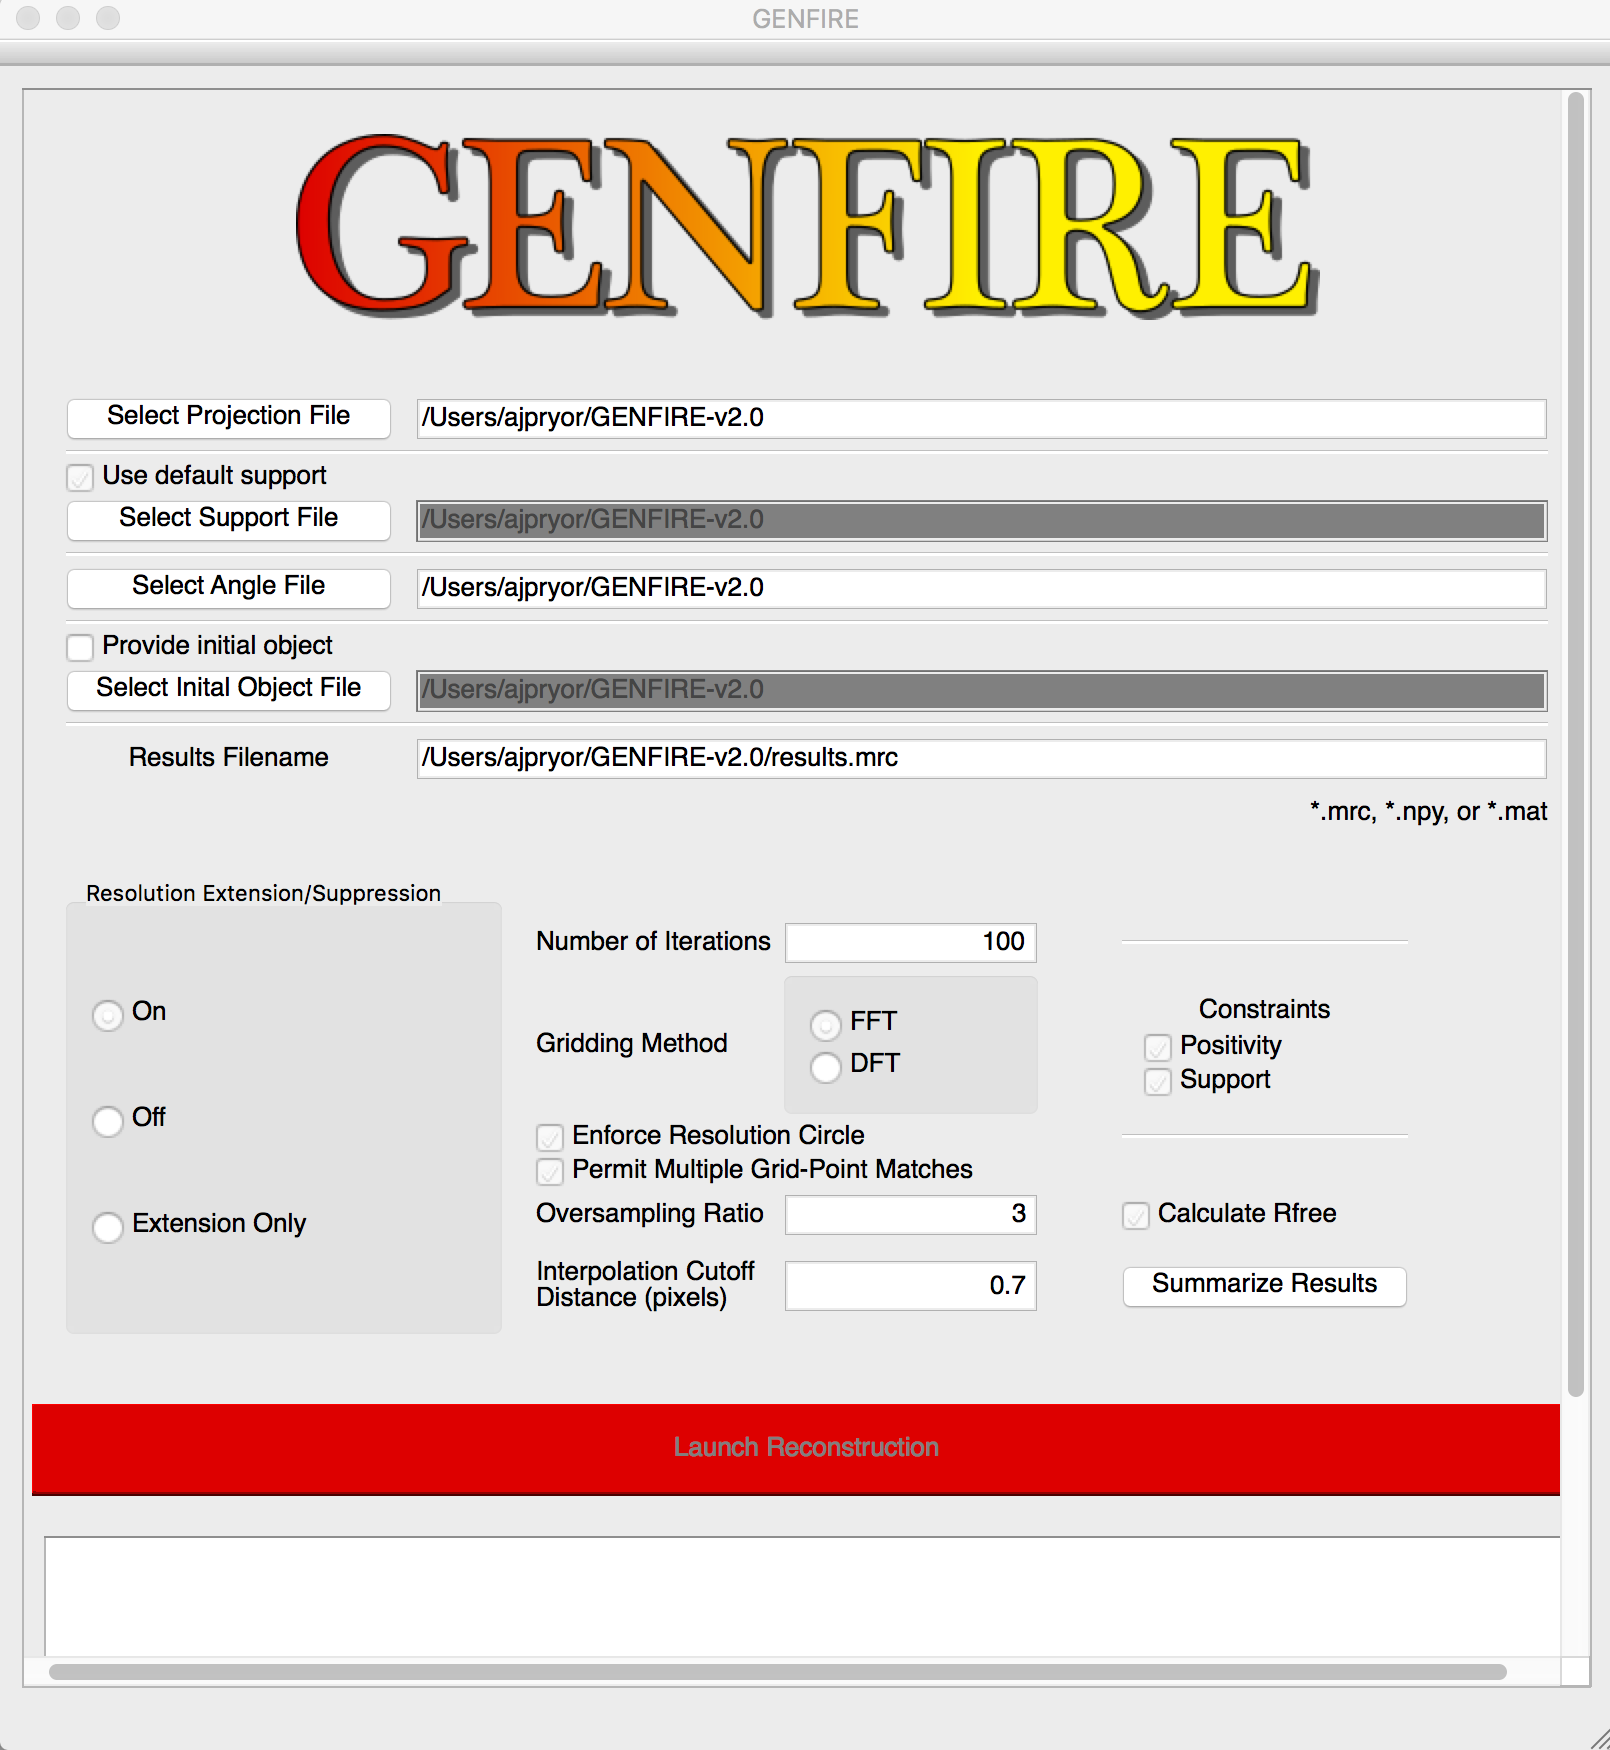 GENFIRE
GENFIRE
Select Projection File
/Users/ajpryor/GENFIRE-v2.0
Use default support
Select Support File
/Users/ajpryor/GENFIRE-v2.0
Select Angle File
/Users/ajpryor/GENFIRE-v2.0
Provide initial object
Select Inital Object File
/Users/ajpryor/GENFIRE-v2.0
Results Filename
/Users/ajpryor/GENFIRE-v2.0/results.mrc
*.mrc, *.npy, or *.mat
Resolution Extension/Suppression
On
Off
Extension Only
Number of Iterations
100
Gridding Method
FFT
DFT
Enforce Resolution Circle
Permit Multiple Grid-Point Matches
Oversampling Ratio
3
Interpolation Cutoff
Distance (pixels)
0.7
Constraints
Positivity
Support
Calculate Rfree
Summarize Results
Launch Reconstruction